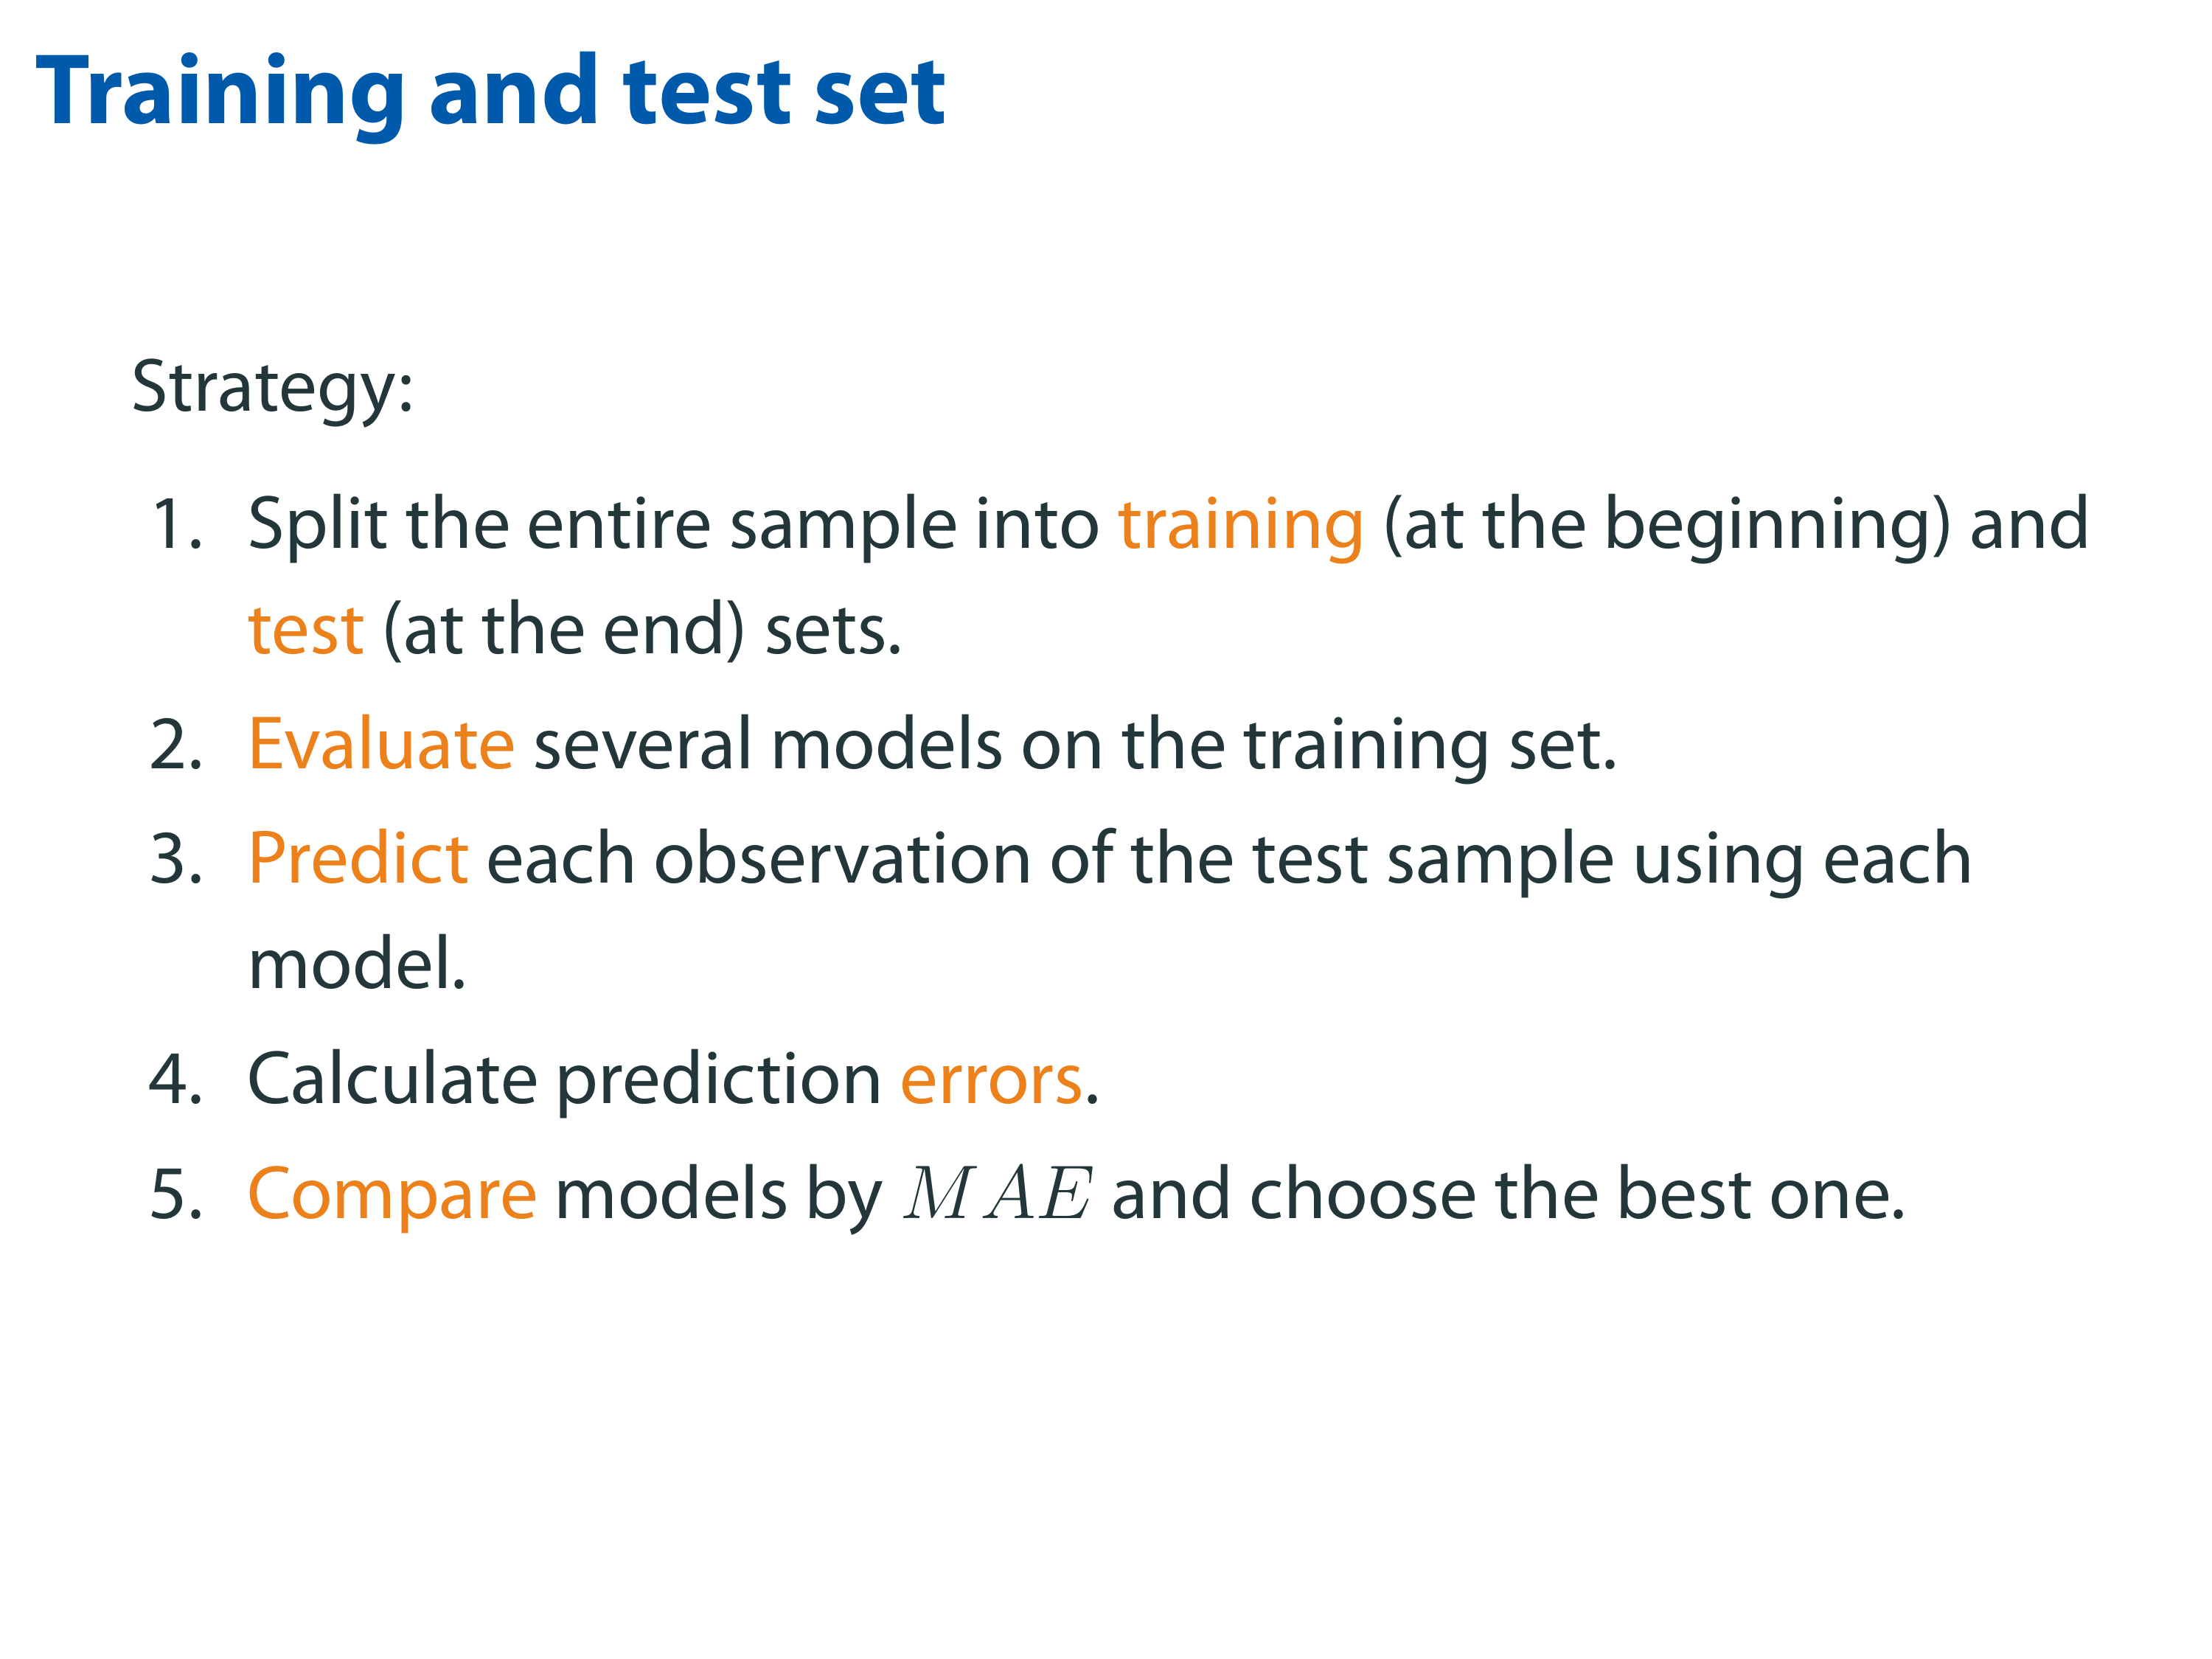 Training and test set
Strategy:
1. Split the entire sample into training (at the beginning) and
test (at the end) sets.
2. Evaluate several models on the training set.
3. Predict each observation of the test sample using each
model.
4. Calculate prediction errors.
5. Compare models by MAE and choose the best one.